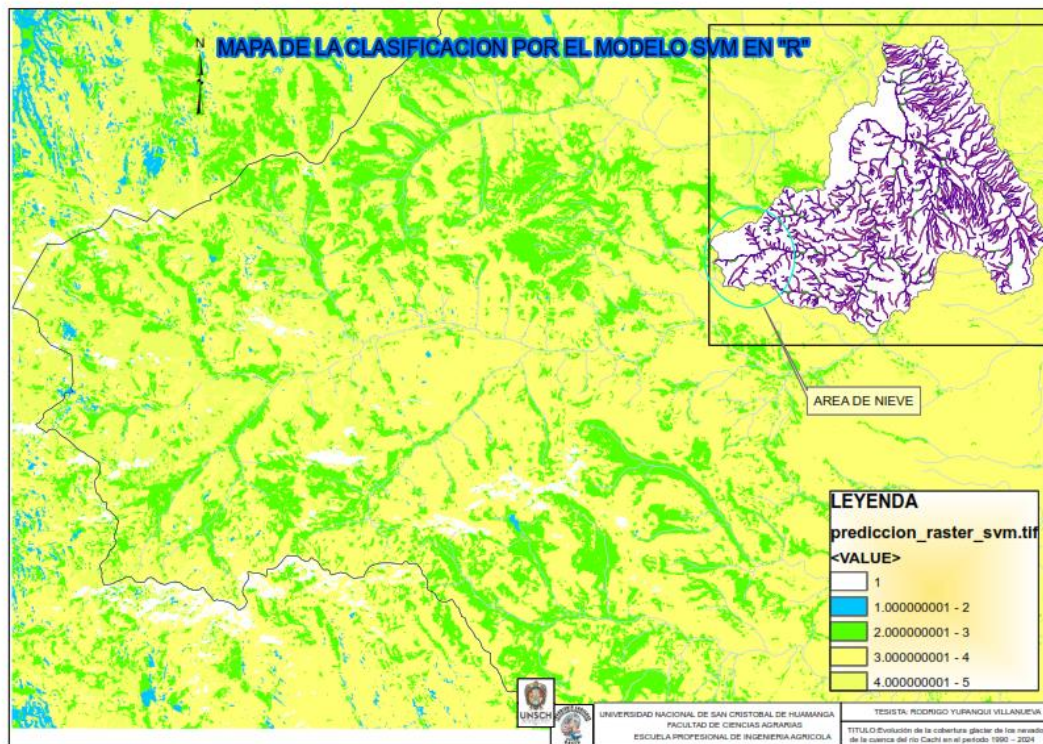 MAPA DE LA CLASIFICACION POR EL MODELO SVM EN "R"
N
AREA DE NIEVE
LEYENDA
prediccion_raster_svm.tif
<VALUE>
1
1.000000001 - 2
2.000000001 - 3
3.000000001 - 4
4.000000001 - 5
UNSCH
UNIVERSIDAD NACIONAL DE SAN CRISTOBAL DE HUAMANGA
FACULTAD DE CIENCIAS AGRARIAS
ESCUELA PROFESIONAL DE INGENIERIA AGRICOLA
TESISTA: RODRIGO YUPANQUI VILLANUEVA
TITULO:Evolución de la cobertura glaciar de los nevado
de la cuenca del río Cachi en el periodo 1990 – 2024